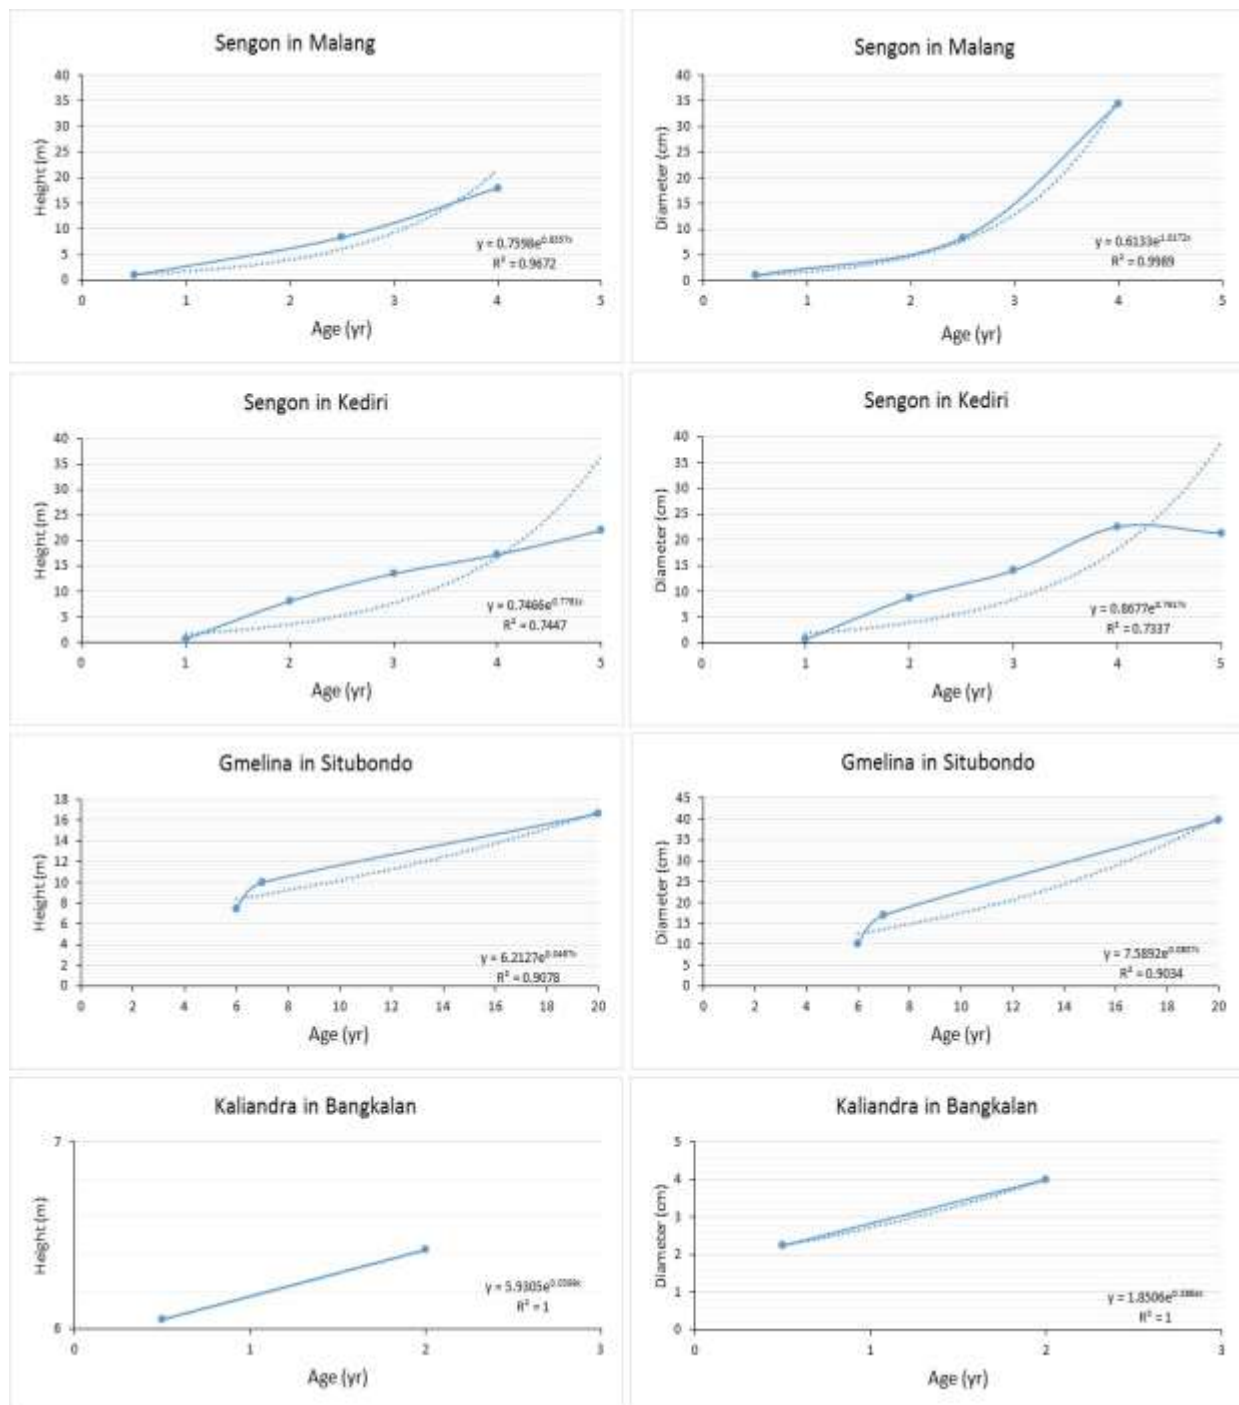 Sengon in Malang
40
35
30
25
20
15
10
5
0
Height (m)
0 1 2 3 4 5
Age (yr)
R² = 0.9672
Sengon in Malang
40
35
30
25
20
15
10
5
0
Diameter (cm)
0 1 2 3 4 5
Age (yr)
R² = 0.9989
Sengon in Kediri
40
35
30
25
20
15
10
5
0
Height (m)
0 1 2 3 4 5
Age (yr)
R² = 0.7447
Sengon in Kediri
40
35
30
25
20
15
10
5
0
Diameter (cm)
0 1 2 3 4 5
Age (yr)
R² = 0.7337
Gmelina in Situbondo
18
16
14
12
10
8
6
4
2
0
Height (m)
0 2 4 6 8 10 12 14 16 18 20
Age (yr)
R² = 0.9078
Gmelina in Situbondo
45
40
35
30
25
20
15
10
5
0
Diameter (cm)
0 2 4 6 8 10 12 14 16 18 20
Age (yr)
R² = 0.9034
Kaliandra in Bangkalan
7
6
Height (m)
0 1 2 3
Age (yr)
R² = 1
Kaliandra in Bangkalan
5
4
3
2
1
0
Diameter (cm)
0 1 2 3
Age (yr)
R² = 1